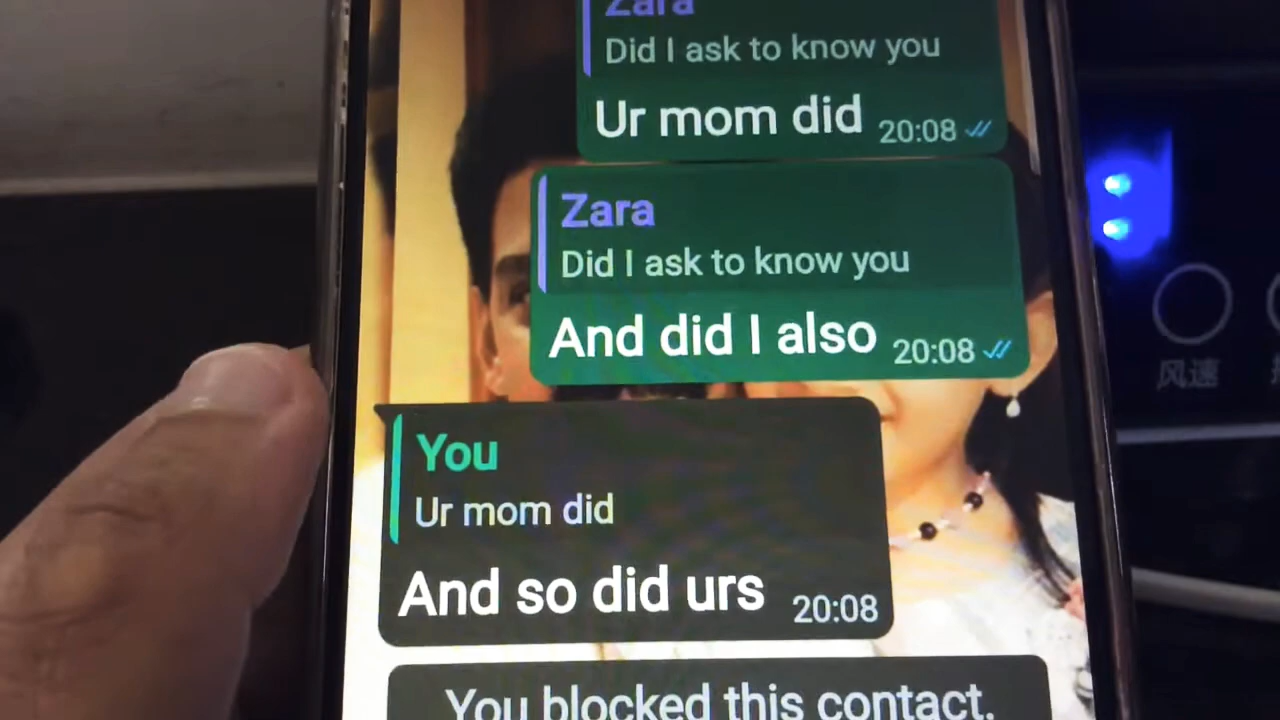 Zara
Did I ask to know you
Ur mom did 20:08
Zara
Did I ask to know you
And did I also 20:08
You
Ur mom did
And so did urs 20:08
You blocked this contact.
风速